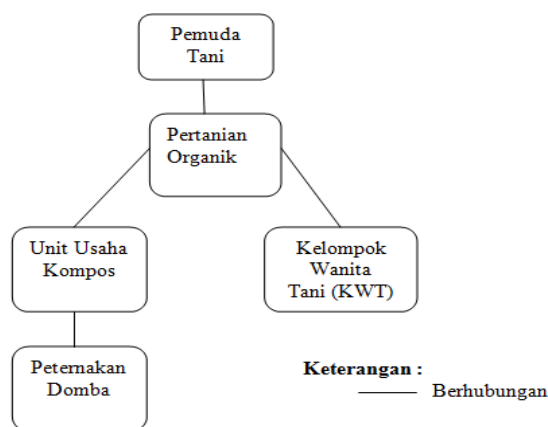 Pemuda
Tani
Pertanian
Organik
Unit Usaha
Kompos
Kelompok
Wanita
Tani (KWT)
Peternakan
Domba
Keterangan :
Berhubungan